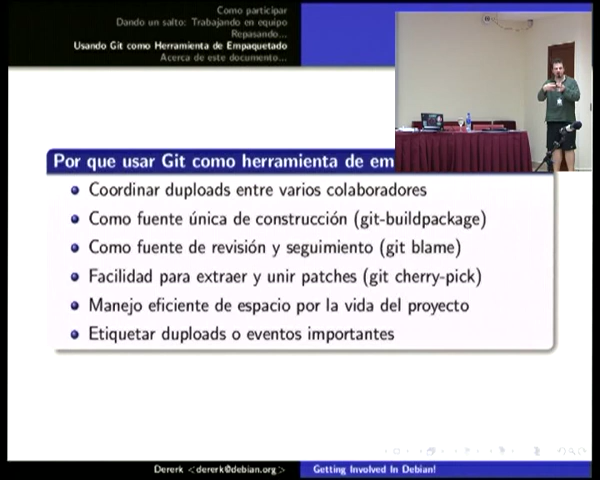 Como participar
Dando un salto: Trabajando en equipo
Repasando...
Usando Git como Herramienta de Empaquetado
Acerca de este documento...
Por que usar Git como herramienta de em
Coordinar duploads entre varios colaboradores
Como fuente única de construcción (git-buildpackage)
Como fuente de revisión y seguimiento (git blame)
Facilidad para extraer y unir patches (git cherry-pick)
Manejo eficiente de espacio por la vida del proyecto
Etiquetar duploads o eventos importantes
Dererk <dererk@debian.org>
Getting Involved In Debian!